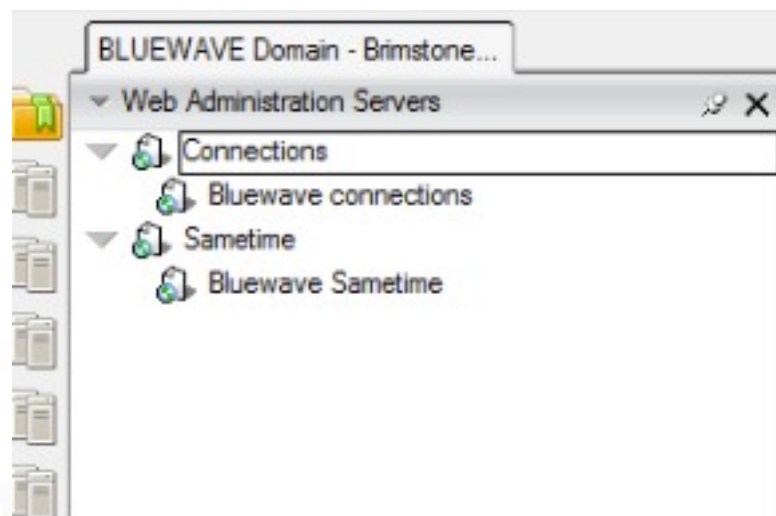 BLUEWAVE Domain - Brimstone...
Web Administration Servers
Connections
Bluewave connections
Sametime
Bluewave Sametime